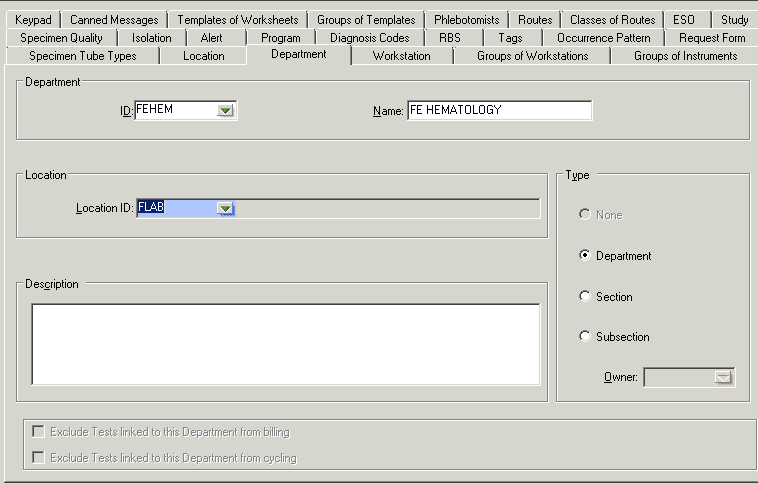 Keypad Canned Messages Templates of Worksheets Groups of Templates Phlebotomists Routes Classes of Routes ESO Study
Specimen Quality Isolation Alert Program Diagnosis Codes RBS Tags Occurrence Pattern Request Form
Specimen Tube Types Location Department Workstation Groups of Workstations Groups of Instruments
Department
ID: FEHEM Name: FE HEMATOLOGY
Location Type
Location ID: FLAB
None
Department
Description
Section
Subsection
Owner:
Exclude Tests linked to this Department from billing
Exclude Tests linked to this Department from cycling